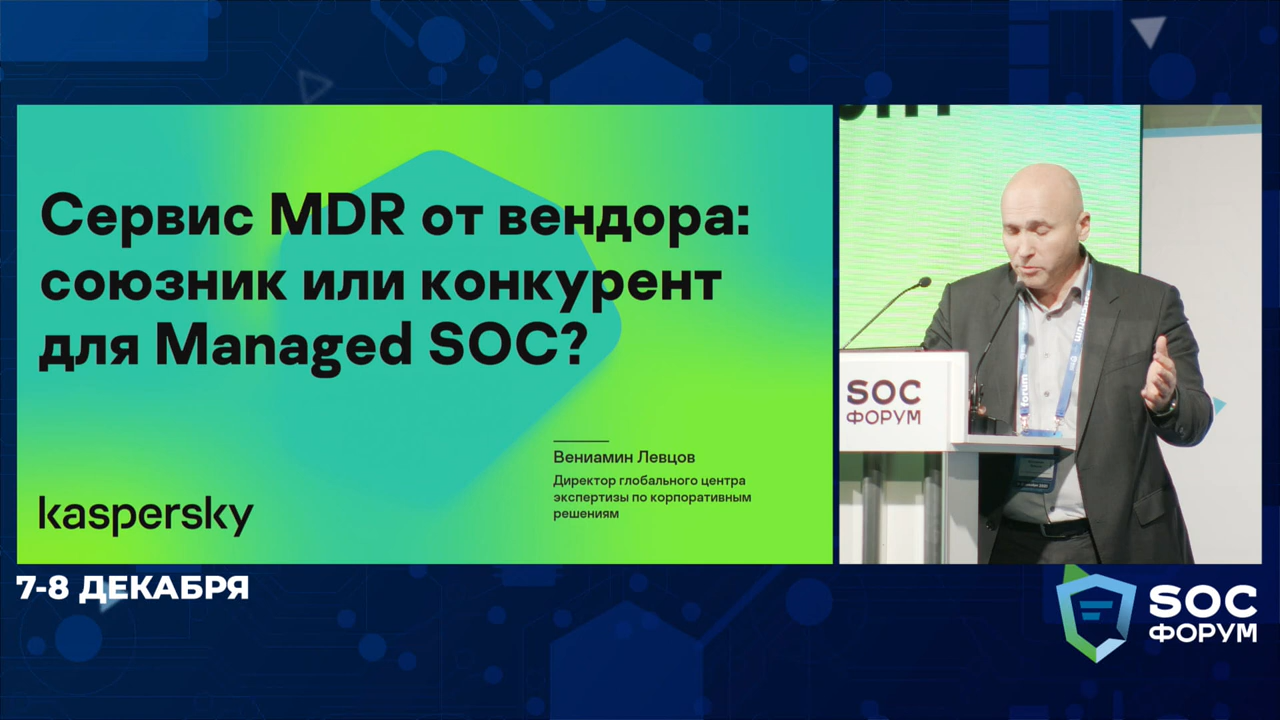 Сервис MDR от вендора:
союзник или конкурент
для Managed SOC?
Вениамин Левцов
Директор глобального центра
экспертизы по корпоративным
решениям
kaspersky
SOC
ФОРУМ
forum
7-8 ДЕКАБРЯ
SOC
ФОРУМ